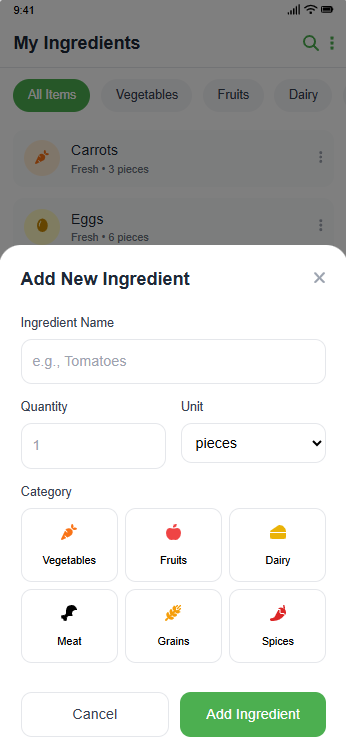 9:41
My Ingredients
All Items Vegetables Fruits Dairy
Carrots
Fresh • 3 pieces
Eggs
Fresh • 6 pieces
Add New Ingredient
Ingredient Name
e.g., Tomatoes
Quantity Unit
1 pieces
Category
Vegetables Fruits Dairy
Meat Grains Spices
Cancel Add Ingredient